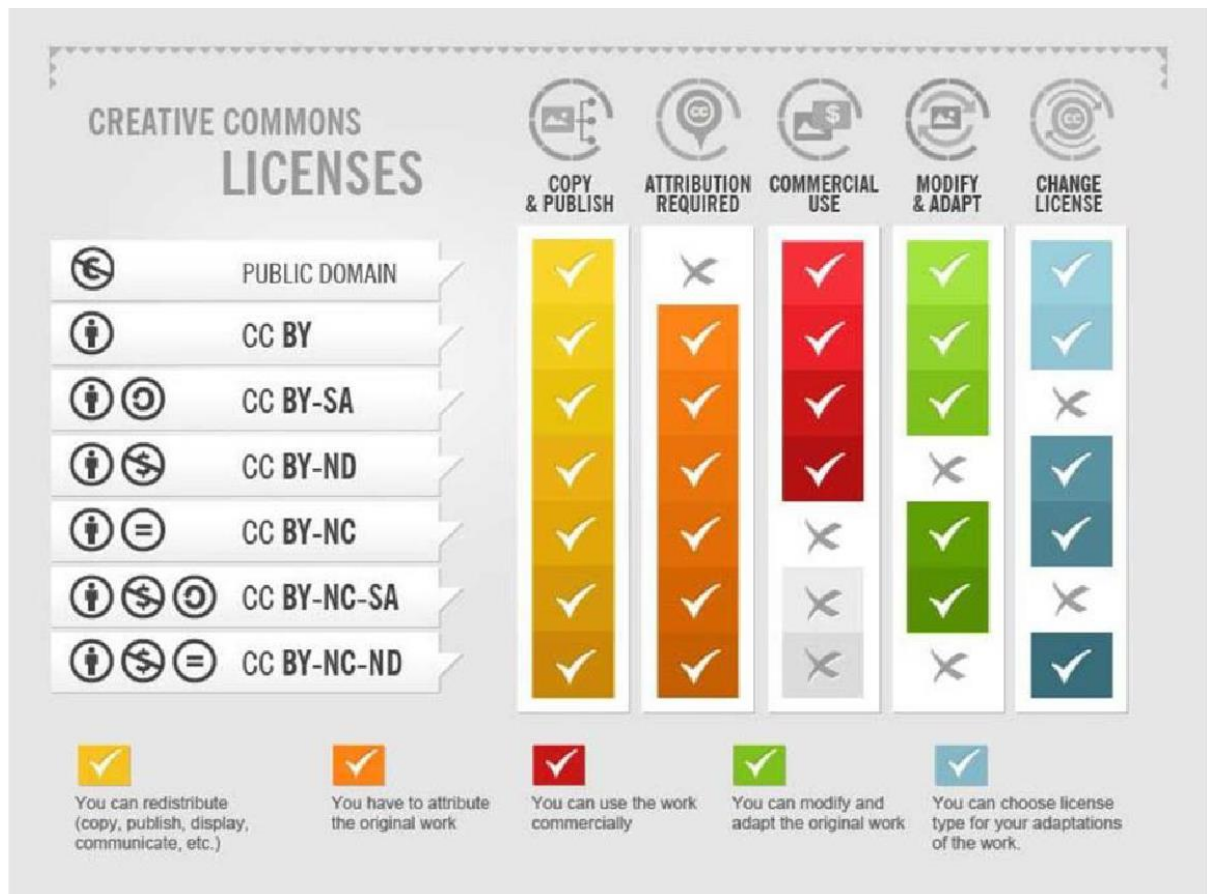 CREATIVE COMMONS
LICENSES
COPY
& PUBLISH
ATTRIBUTION
REQUIRED
COMMERCIAL
USE
MODIFY
& ADAPT
CHANGE
LICENSE
PUBLIC DOMAIN
CC BY
CC BY-SA
CC BY-ND
CC BY-NC
CC BY-NC-SA
CC BY-NC-ND
You can redistribute
(copy, publish, display,
communicate, etc.)
You have to attribute
the original work
You can use the work
commercially
You can modify and
adapt the original work
You can choose license
type for your adaptations
of the work.